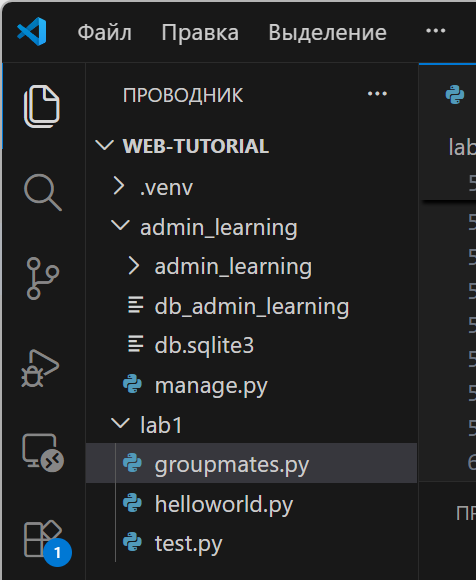 Файл Правка Выделение ...
ПРОВОДНИК ...
WEB-TUTORIAL
.venv
admin_learning
admin_learning
db_admin_learning
db.sqlite3
manage.py
lab1
groupmates.py
helloworld.py
test.py
1
lab
5
5
5
5
5
5
5
5
6
ПР